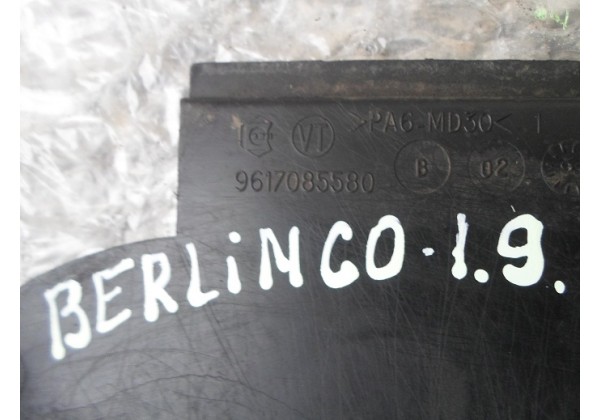 VT >PA6-MD30< 1
9617085580 B 02
BERLiNGO-1.9.